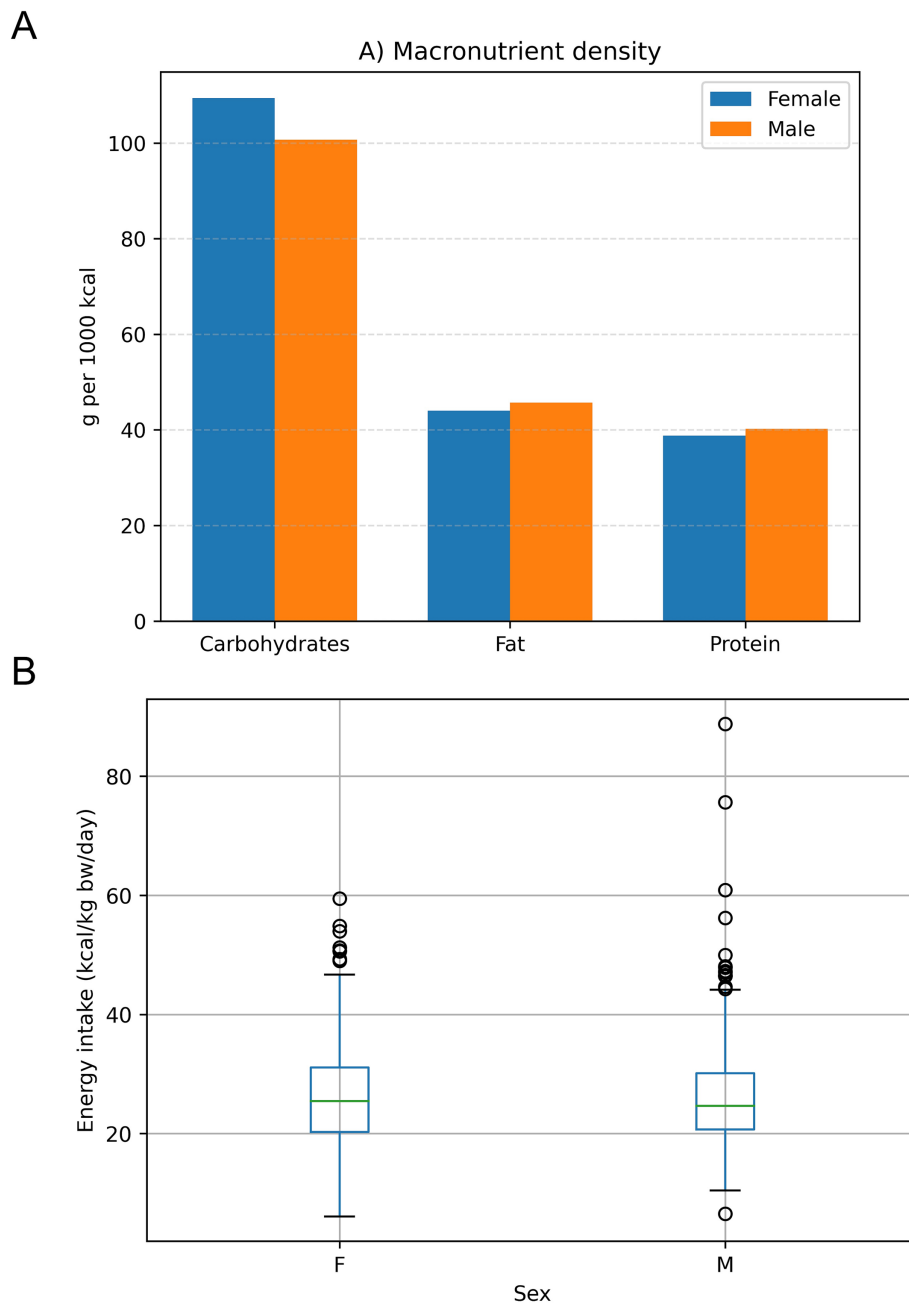 A
A) Macronutrient density
Female
Male
g per 1000 kcal
100
80
60
40
20
0
Carbohydrates Fat Protein
B
Energy intake (kcal/kg bw/day)
80
60
40
20
F M
Sex